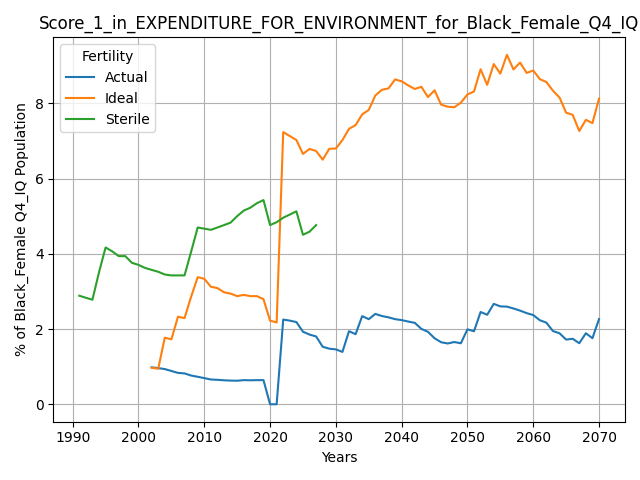 Score_1_in_EXPENDITURE_FOR_ENVIRONMENT_for_Black_Female_Q4_IQ
Fertility
Actual
Ideal
Sterile
% of Black_Female Q4_IQ Population
8
6
4
2
0
1990 2000 2010 2020 2030 2040 2050 2060 2070
Years